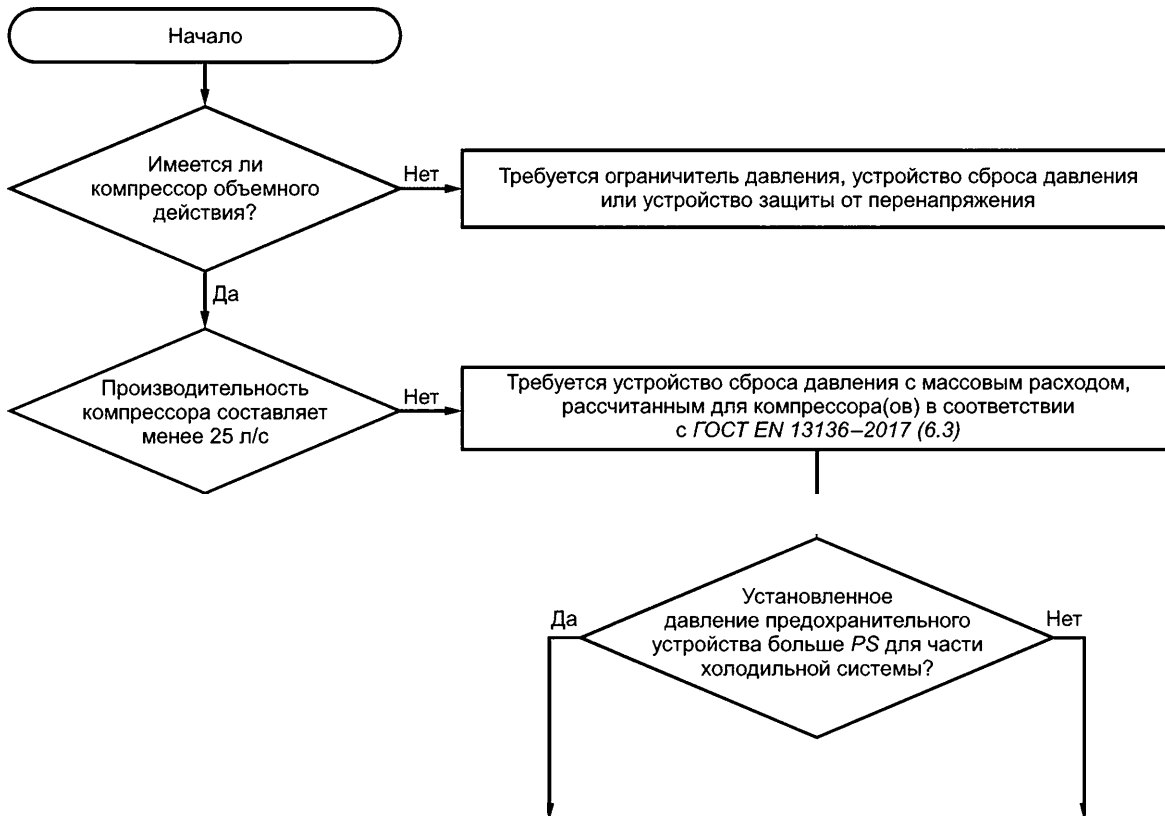 Начало
Имеется ли
компрессор объемного
действия?
Нет
Требуется ограничитель давления, устройство сброса давления
или устройство защиты от перенапряжения
Да
Производительность
компрессора составляет
менее 25 л/с
Нет
Требуется устройство сброса давления с массовым расходом,
рассчитанным для компрессора(ов) в соответствии
с ГОСТ EN 13136–2017 (6.3)
Установленное
давление предохранительного
устройства больше PS для части
холодильной системы?
Да
Нет